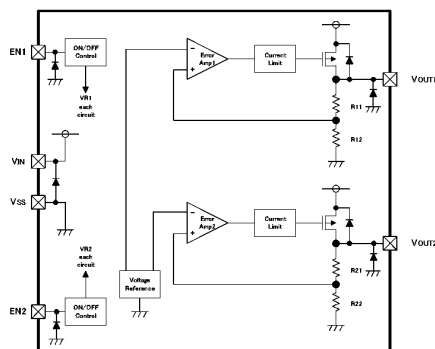 EN1
ON/OFF
Control
VR1
each
circuit
VIN
VSS
VR2
each
circuit
EN2
ON/OFF
Control
Voltage
Reference
Error
Amp1
Current
Limit
R11
R12
VOUT1
Error
Amp2
Current
Limit
R21
R22
VOUT2